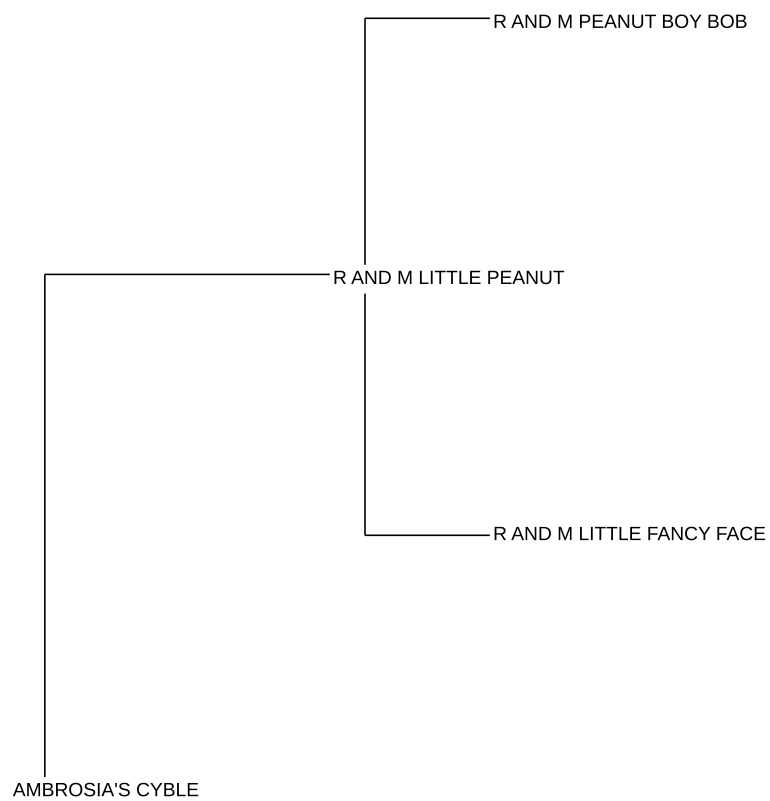 R AND M PEANUT BOY BOB
R AND M LITTLE PEANUT
R AND M LITTLE FANCY FACE
AMBROSIA'S CYBLE